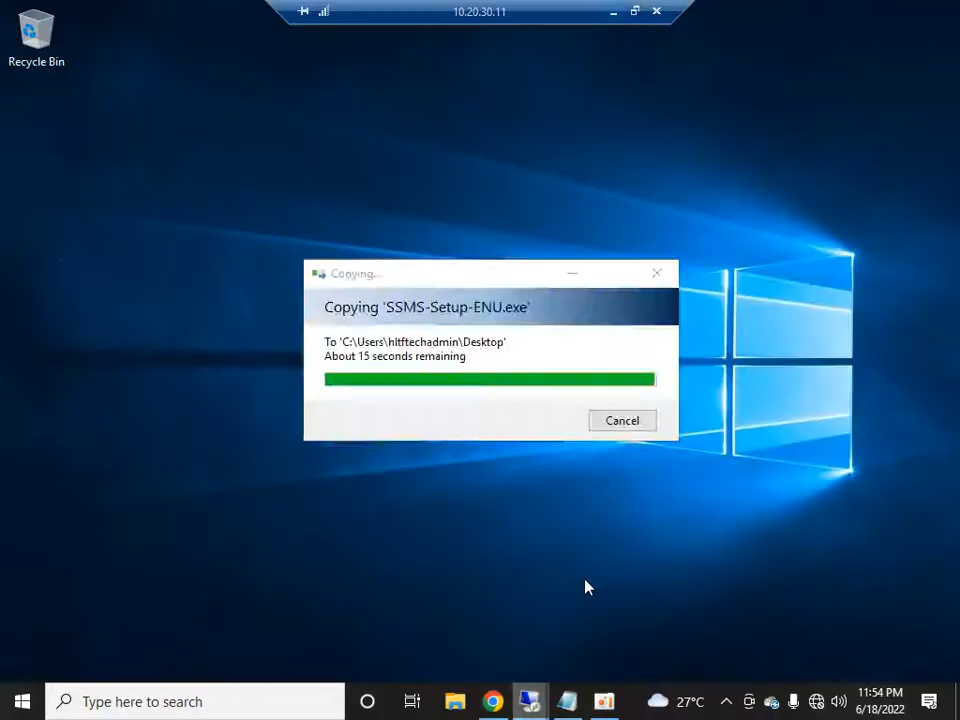 10.20.30.11
Recycle Bin
Copying...
Copying 'SSMS-Setup-ENU.exe'
To 'C:\Users\hltftechadmin\Desktop'
About 15 seconds remaining
Cancel
Type here to search
27°C
11:54 PM
6/18/2022